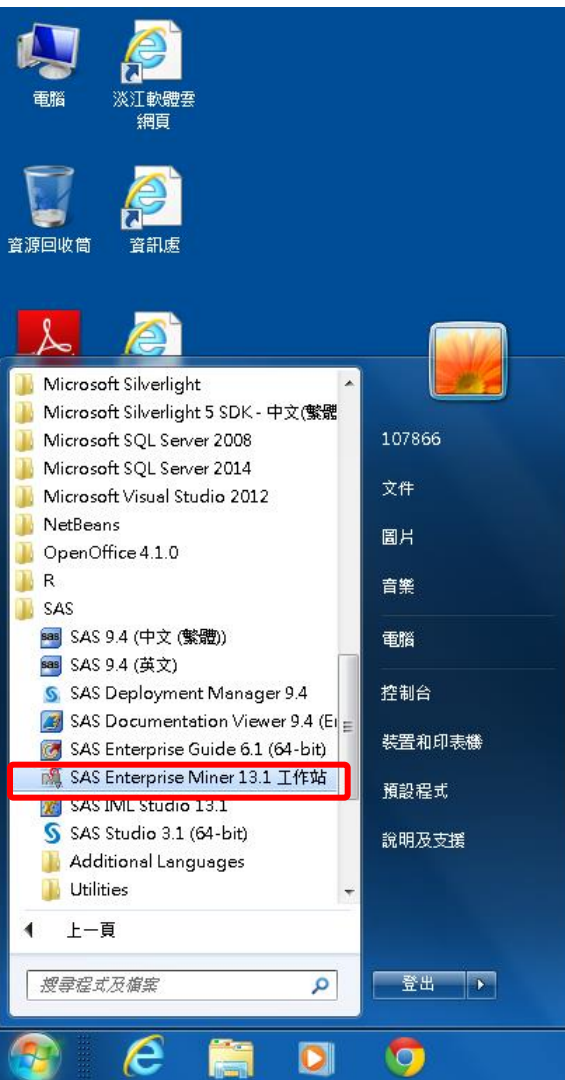 電腦
淡江軟體雲
網頁
資源回收筒
資訊處
Microsoft Silverlight
Microsoft Silverlight 5 SDK - 中文(繁體
Microsoft SQL Server 2008
Microsoft SQL Server 2014
Microsoft Visual Studio 2012
NetBeans
OpenOffice 4.1.0
R
SAS
SAS 9.4 (中文 (繁體))
SAS 9.4 (英文)
SAS Deployment Manager 9.4
SAS Documentation Viewer 9.4 (En
SAS Enterprise Guide 6.1 (64-bit)
SAS Enterprise Miner 13.1 工作站
SAS IML Studio 13.1
SAS Studio 3.1 (64-bit)
Additional Languages
Utilities
上一頁
搜尋程式及檔案
107866
文件
圖片
音樂
電腦
控制台
裝置和印表機
預設程式
說明及支援
登出